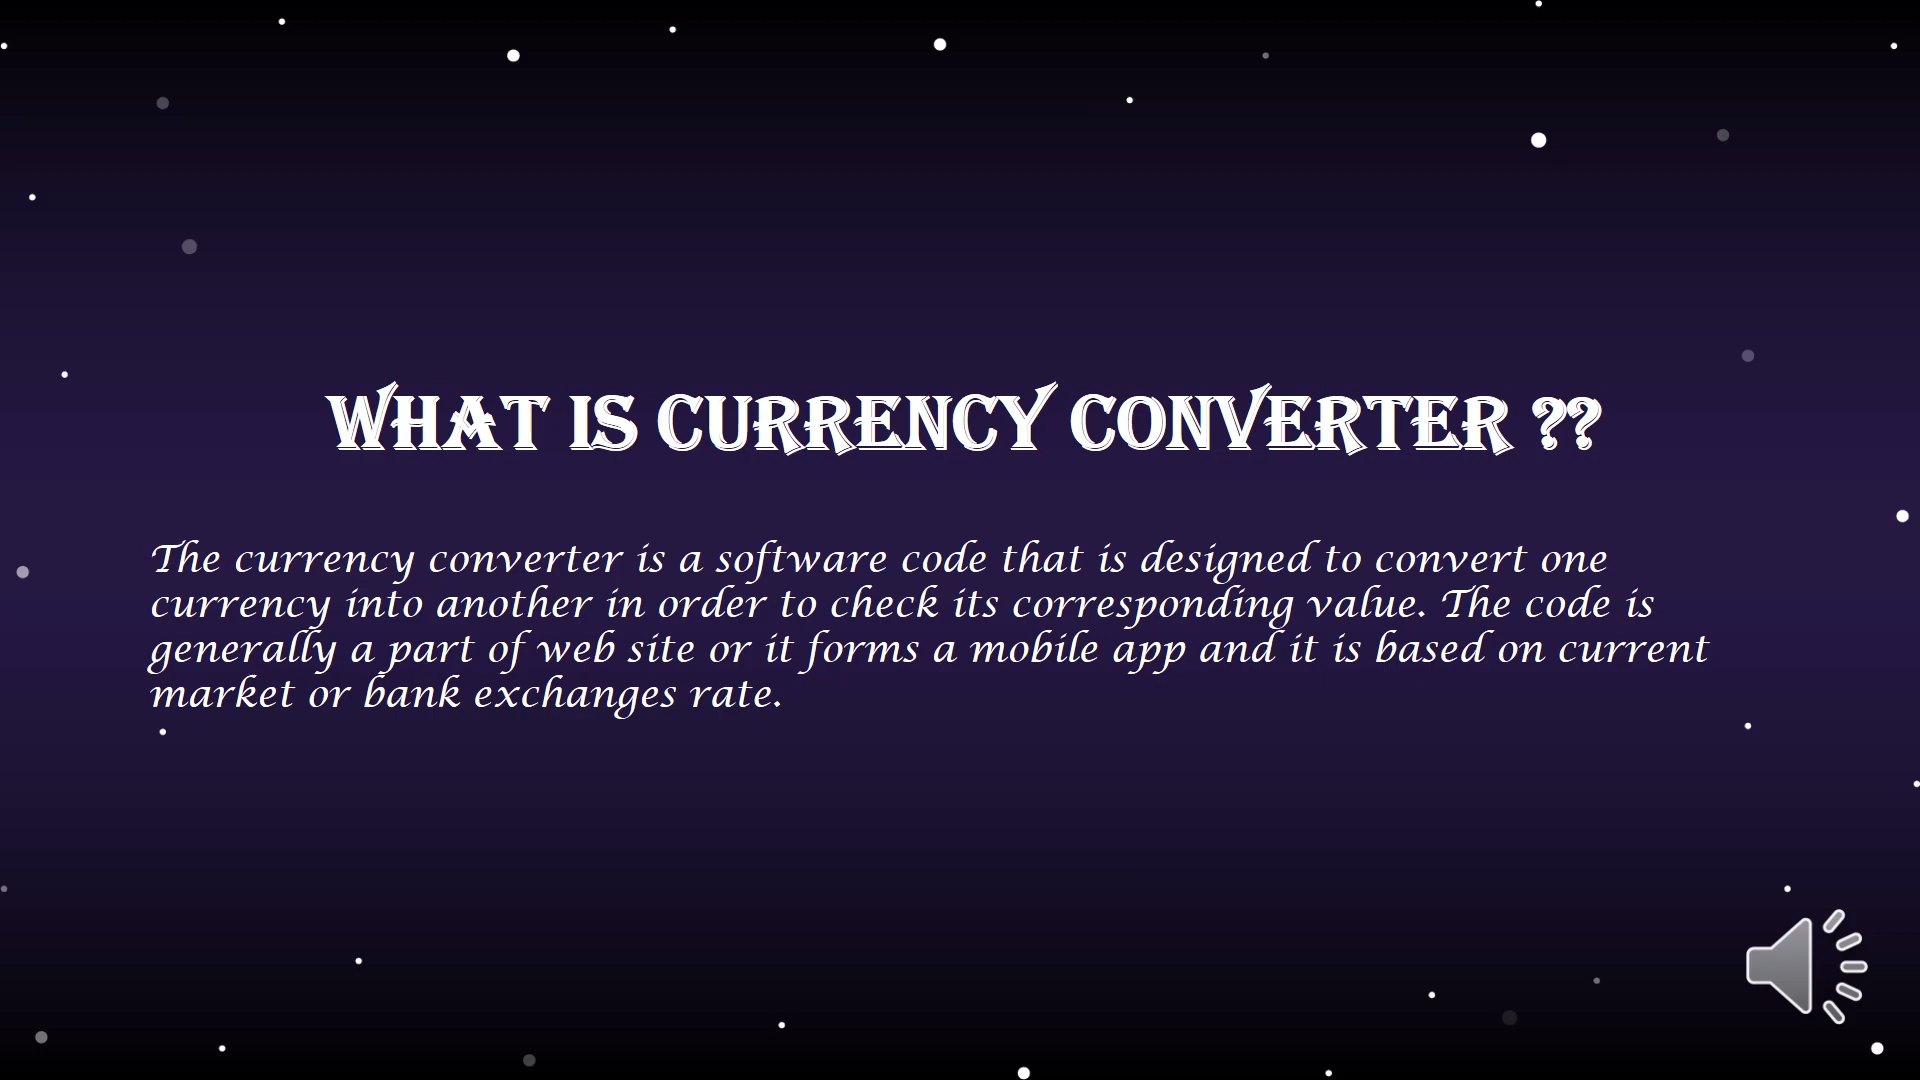 WHAT IS CURRENCY CONVERTER ??
The currency converter is a software code that is designed to convert one
currency into another in order to check its corresponding value. The code is
generally a part of web site or it forms a mobile app and it is based on current
market or bank exchanges rate.